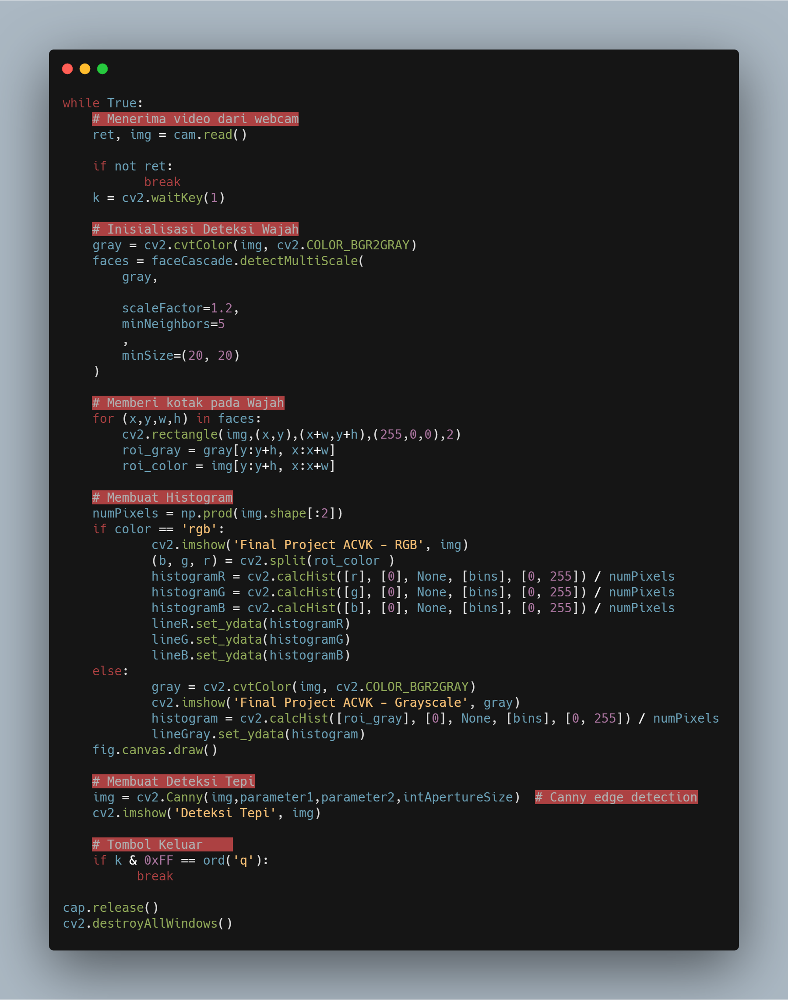 while True:
    # Menerima video dari webcam
    ret, img = cam.read()

    if not ret:
           break
    k = cv2.waitKey(1)

    # Inisialisasi Deteksi Wajah
    gray = cv2.cvtColor(img, cv2.COLOR_BGR2GRAY)
    faces = faceCascade.detectMultiScale(
        gray,

        scaleFactor=1.2,
        minNeighbors=5
        ,
        minSize=(20, 20)
    )

    # Memberi kotak pada Wajah
    for (x,y,w,h) in faces:
        cv2.rectangle(img,(x,y),(x+w,y+h),(255,0,0),2)
        roi_gray = gray[y:y+h, x:x+w]
        roi_color = img[y:y+h, x:x+w]

    # Membuat Histogram
    numPixels = np.prod(img.shape[:2])
    if color == 'rgb':
            cv2.imshow('Final Project ACVK - RGB', img)
            (b, g, r) = cv2.split(roi_color )
            histogramR = cv2.calcHist([r], [0], None, [bins], [0, 255]) / numPixels
            histogramG = cv2.calcHist([g], [0], None, [bins], [0, 255]) / numPixels
            histogramB = cv2.calcHist([b], [0], None, [bins], [0, 255]) / numPixels
            lineR.set_ydata(histogramR)
            lineG.set_ydata(histogramG)
            lineB.set_ydata(histogramB)
    else:
            gray = cv2.cvtColor(img, cv2.COLOR_BGR2GRAY)
            cv2.imshow('Final Project ACVK - Grayscale', gray)
            histogram = cv2.calcHist([roi_gray], [0], None, [bins], [0, 255]) / numPixels
            lineGray.set_ydata(histogram)
    fig.canvas.draw()

    # Membuat Deteksi Tepi
    img = cv2.Canny(img,parameter1,parameter2,intApertureSize)  # Canny edge detection
    cv2.imshow('Deteksi Tepi', img)

    # Tombol Keluar
    if k & 0xFF == ord('q'):
          break

cap.release()
cv2.destroyAllWindows()